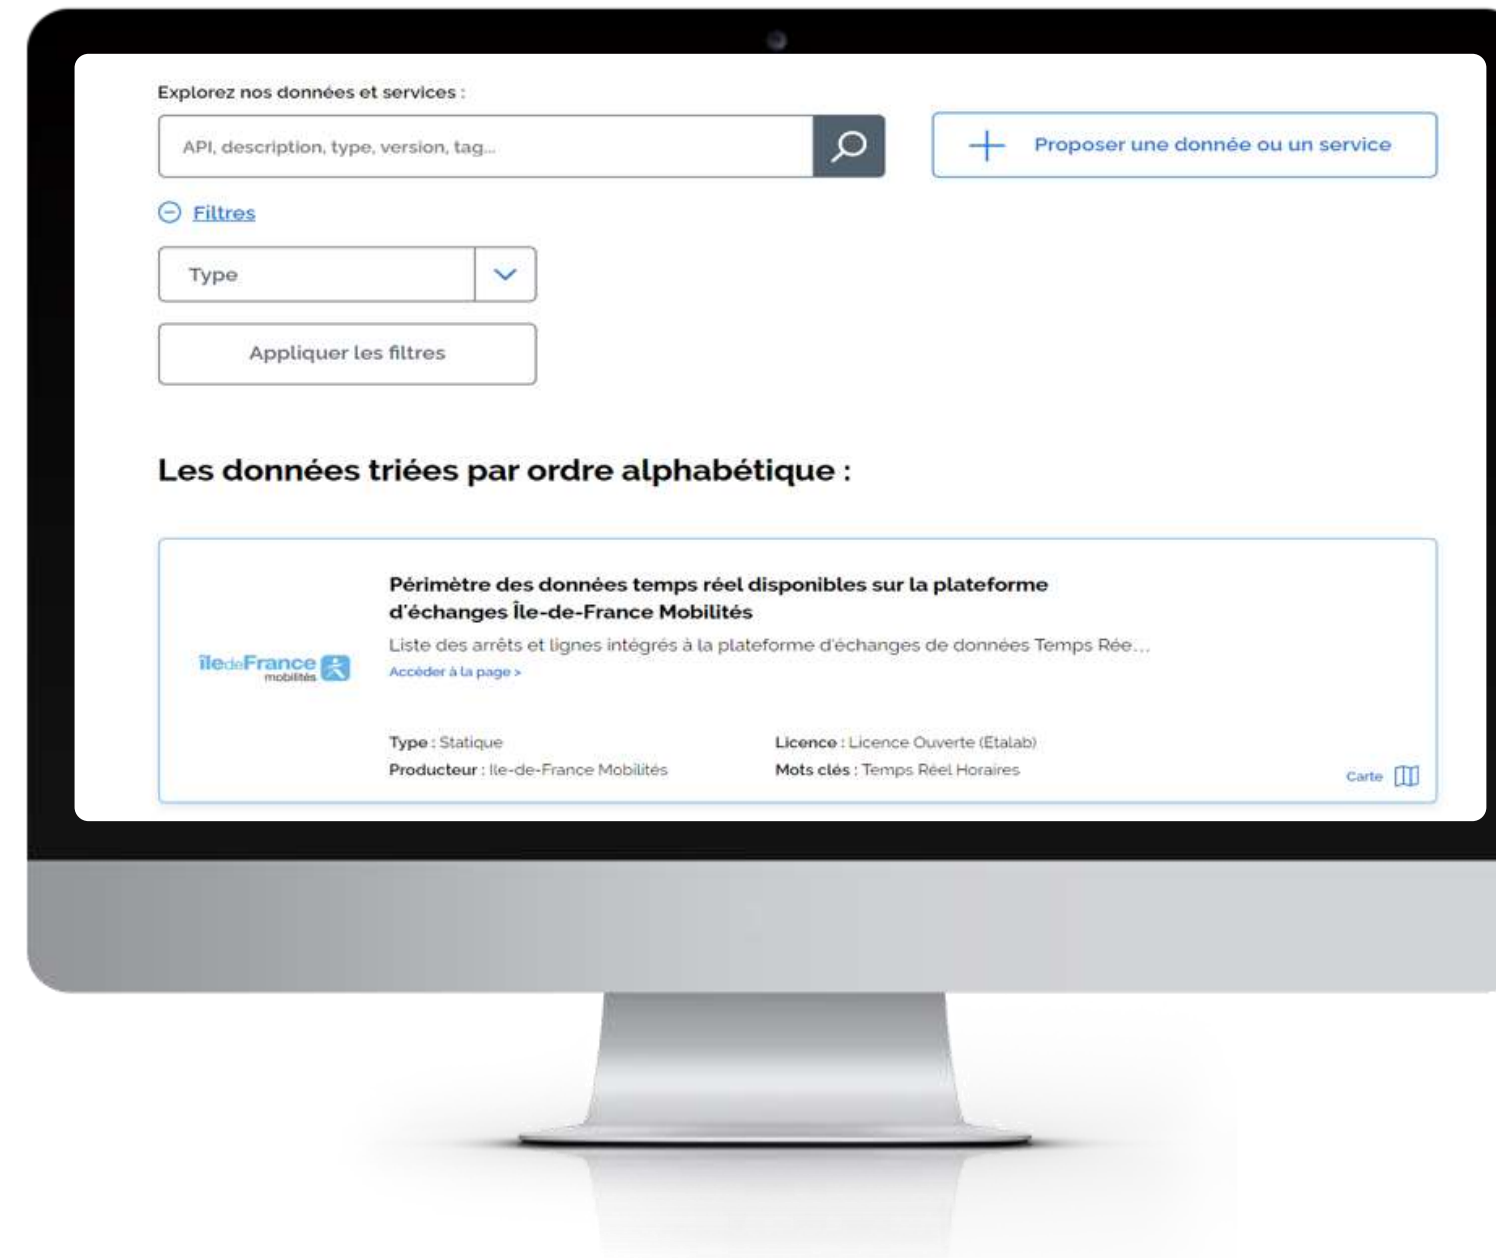 Explorez nos données et services :
API, description, type, version, tag...
Proposer une donnée ou un service
Filtres
Type
Appliquer les filtres
Les données triées par ordre alphabétique :
Périmètre des données temps réel disponibles sur la plateforme
d'échanges Île-de-France Mobilités
Liste des arrêts et lignes intégrés à la plateforme d'échanges de données Temps Rée...
Accéder à la page >
îledeFrance
mobilités
Type : Statique
Licence : Licence Ouverte (Etalab)
Producteur : Ile-de-France Mobilités
Mots clés : Temps Réel Horaires
Carte